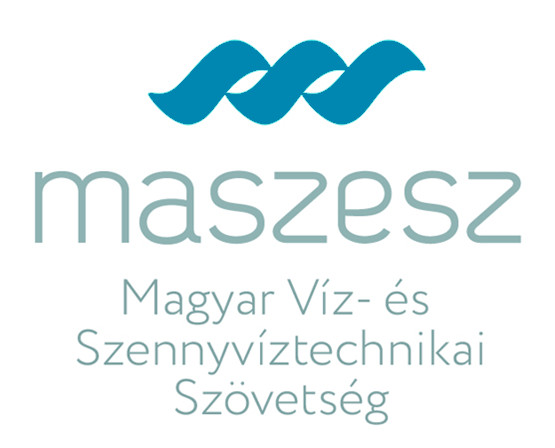 maszesz
Magyar Víz- és
Szennyvíztechnikai
Szövetség